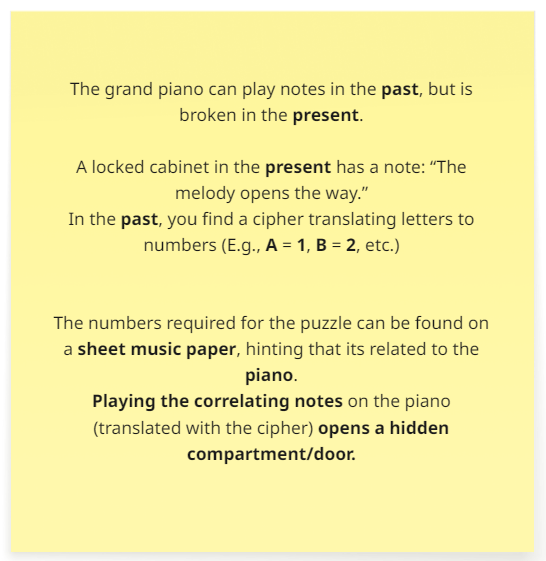 The grand piano can play notes in the past, but is
broken in the present.
A locked cabinet in the present has a note: “The
melody opens the way.”
In the past, you find a cipher translating letters to
numbers (E.g., A = 1, B = 2, etc.)
The numbers required for the puzzle can be found on
a sheet music paper, hinting that its related to the
piano.
Playing the correlating notes on the piano
(translated with the cipher) opens a hidden
compartment/door.